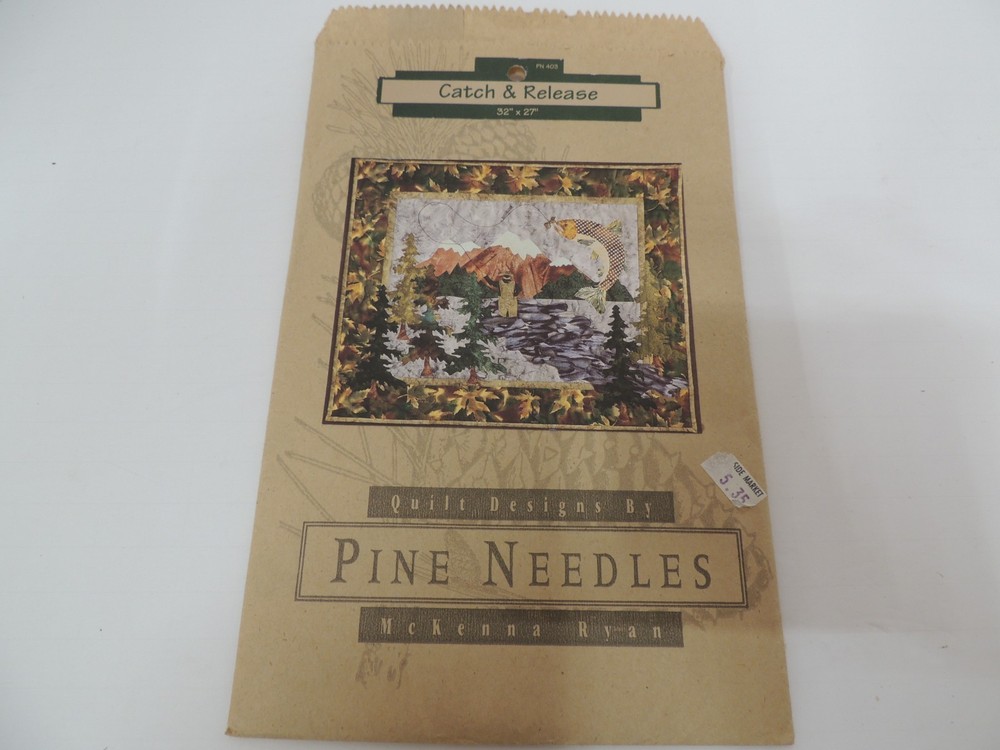 PN 403
Catch & Release
32" x 27"
SIDE MARKET
5.35
Quilt Designs By
PINE NEEDLES
McKenna Ryan